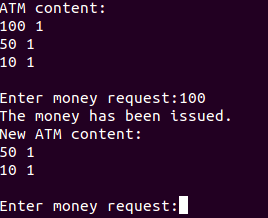 ATM content:
100 1
50 1
10 1
Enter money request:100
The money has been issued.
New ATM content:
50 1
10 1
Enter money request: